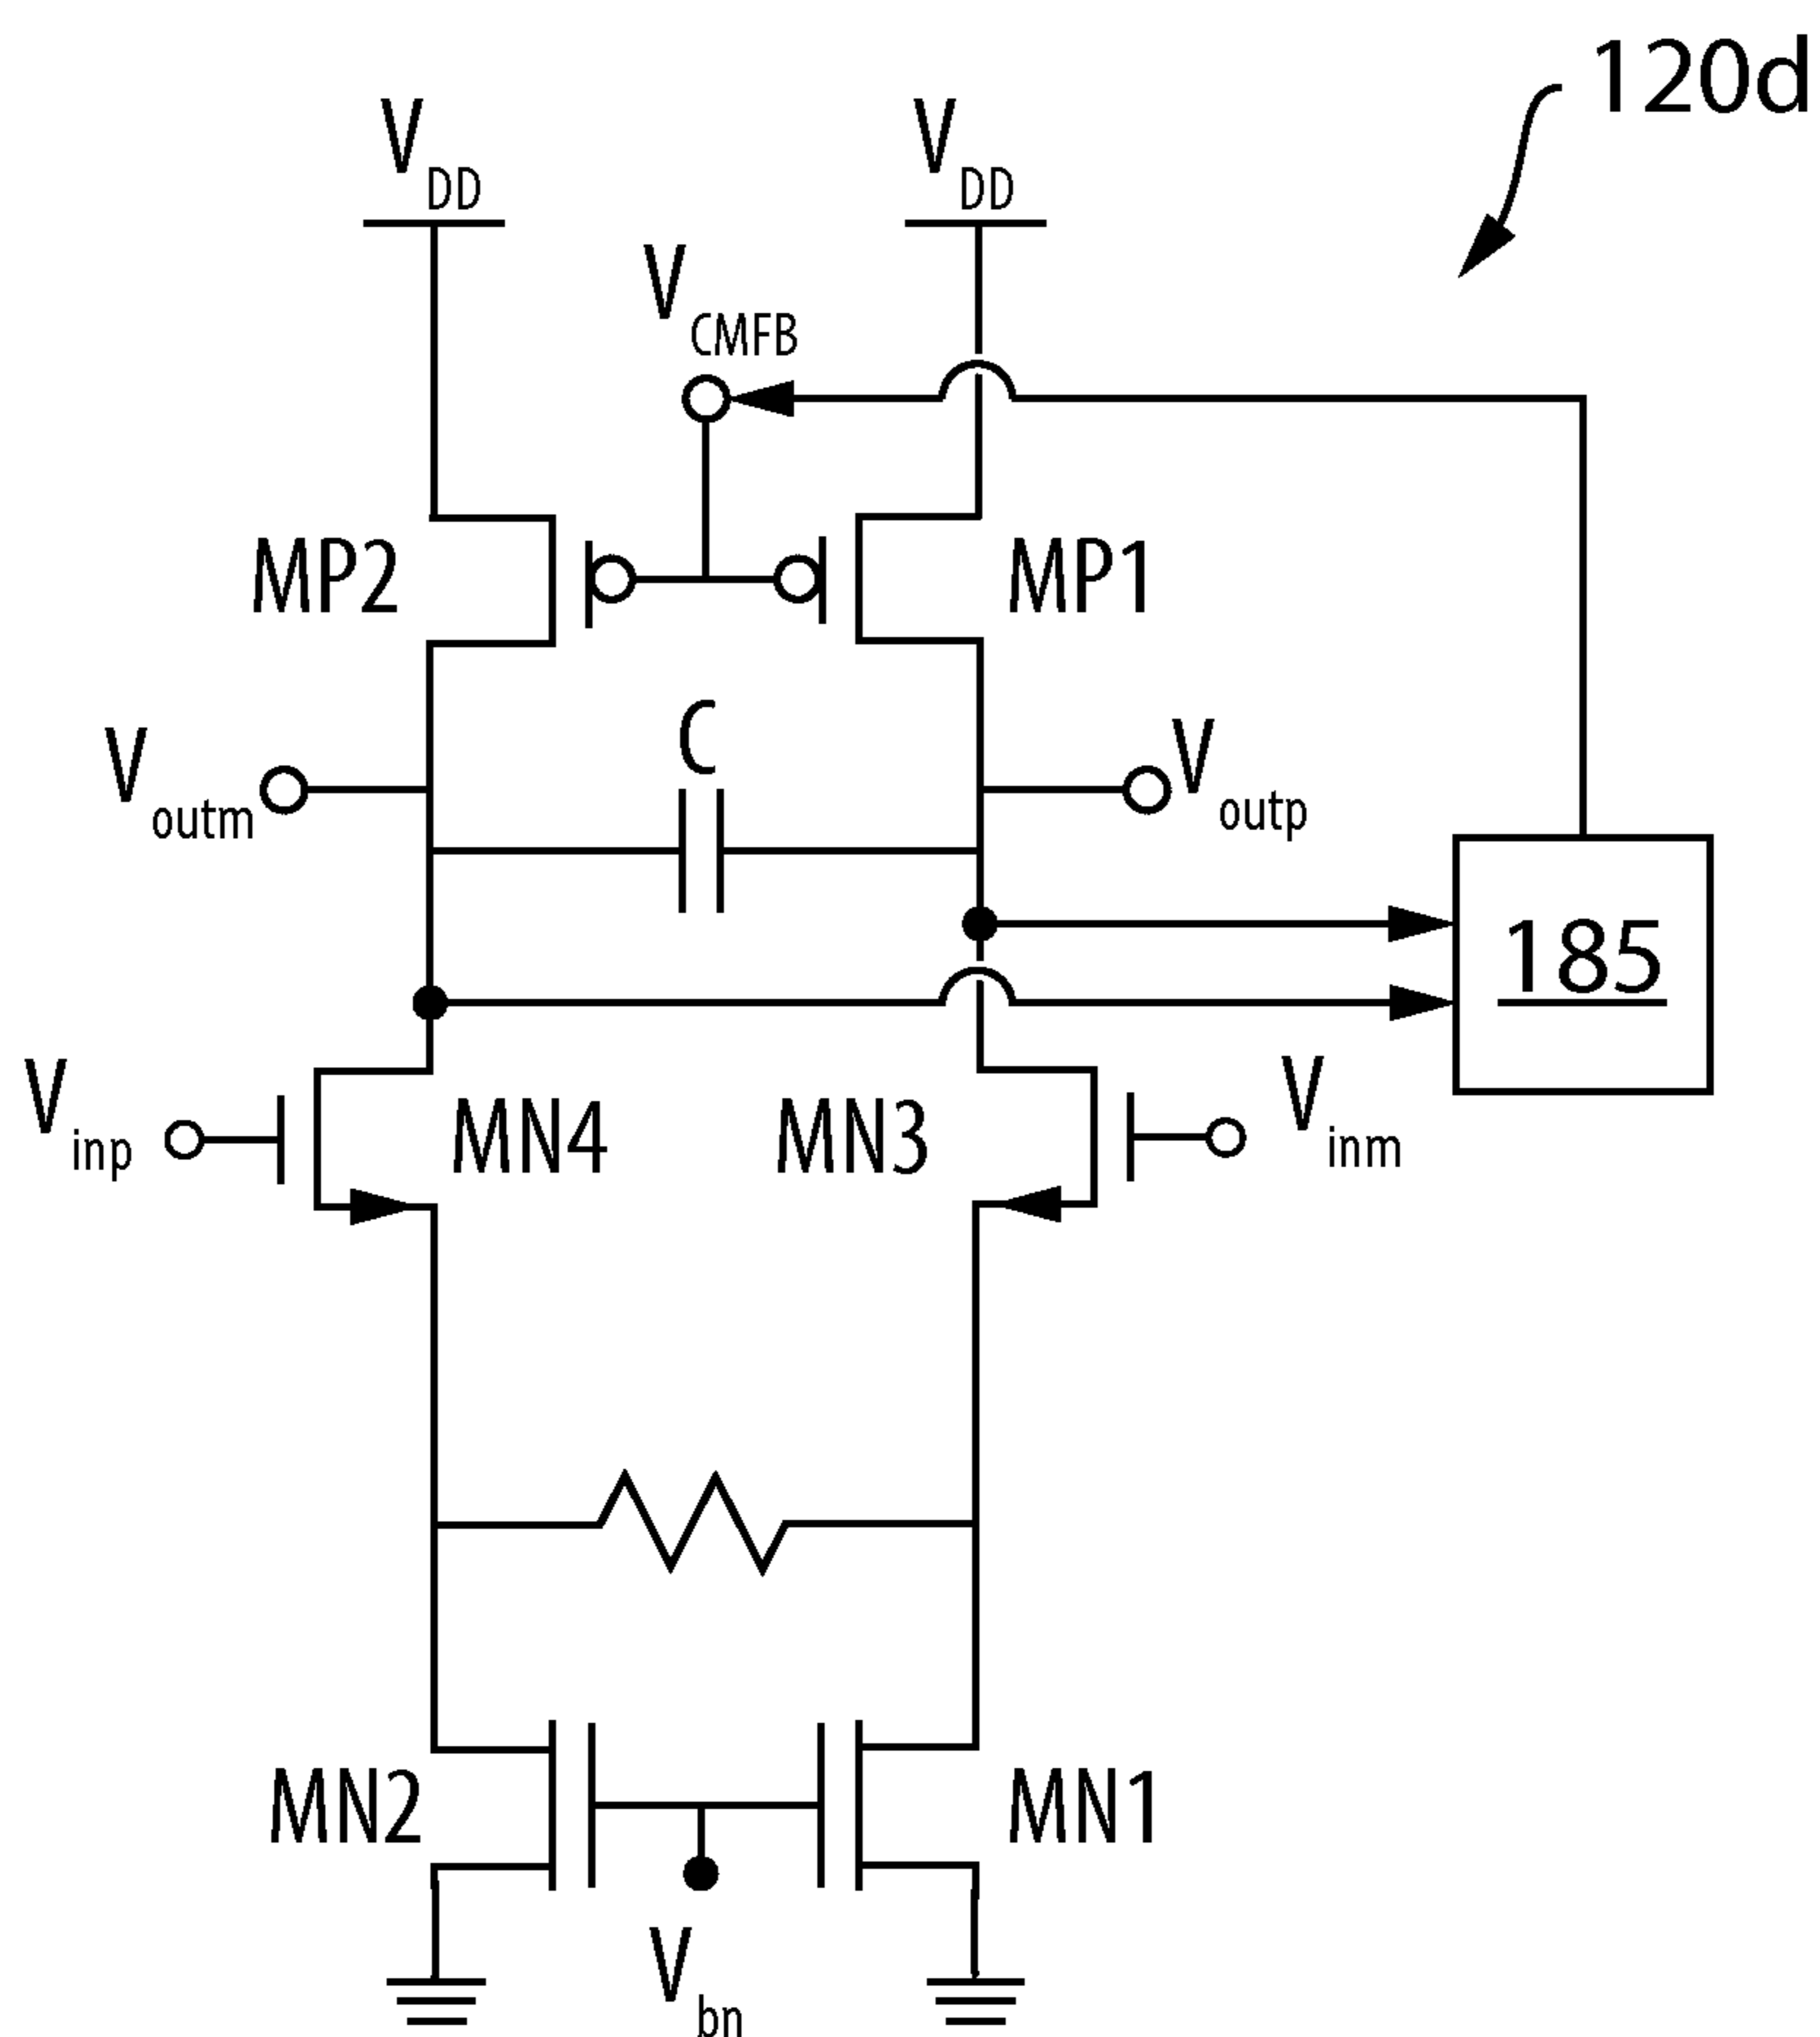 120d
VDD
VDD
VCMFB
MP2
MP1
C
Voutm
Voutp
185
Vinp
MN4
MN3
Vinm
MN2
MN1
Vbn